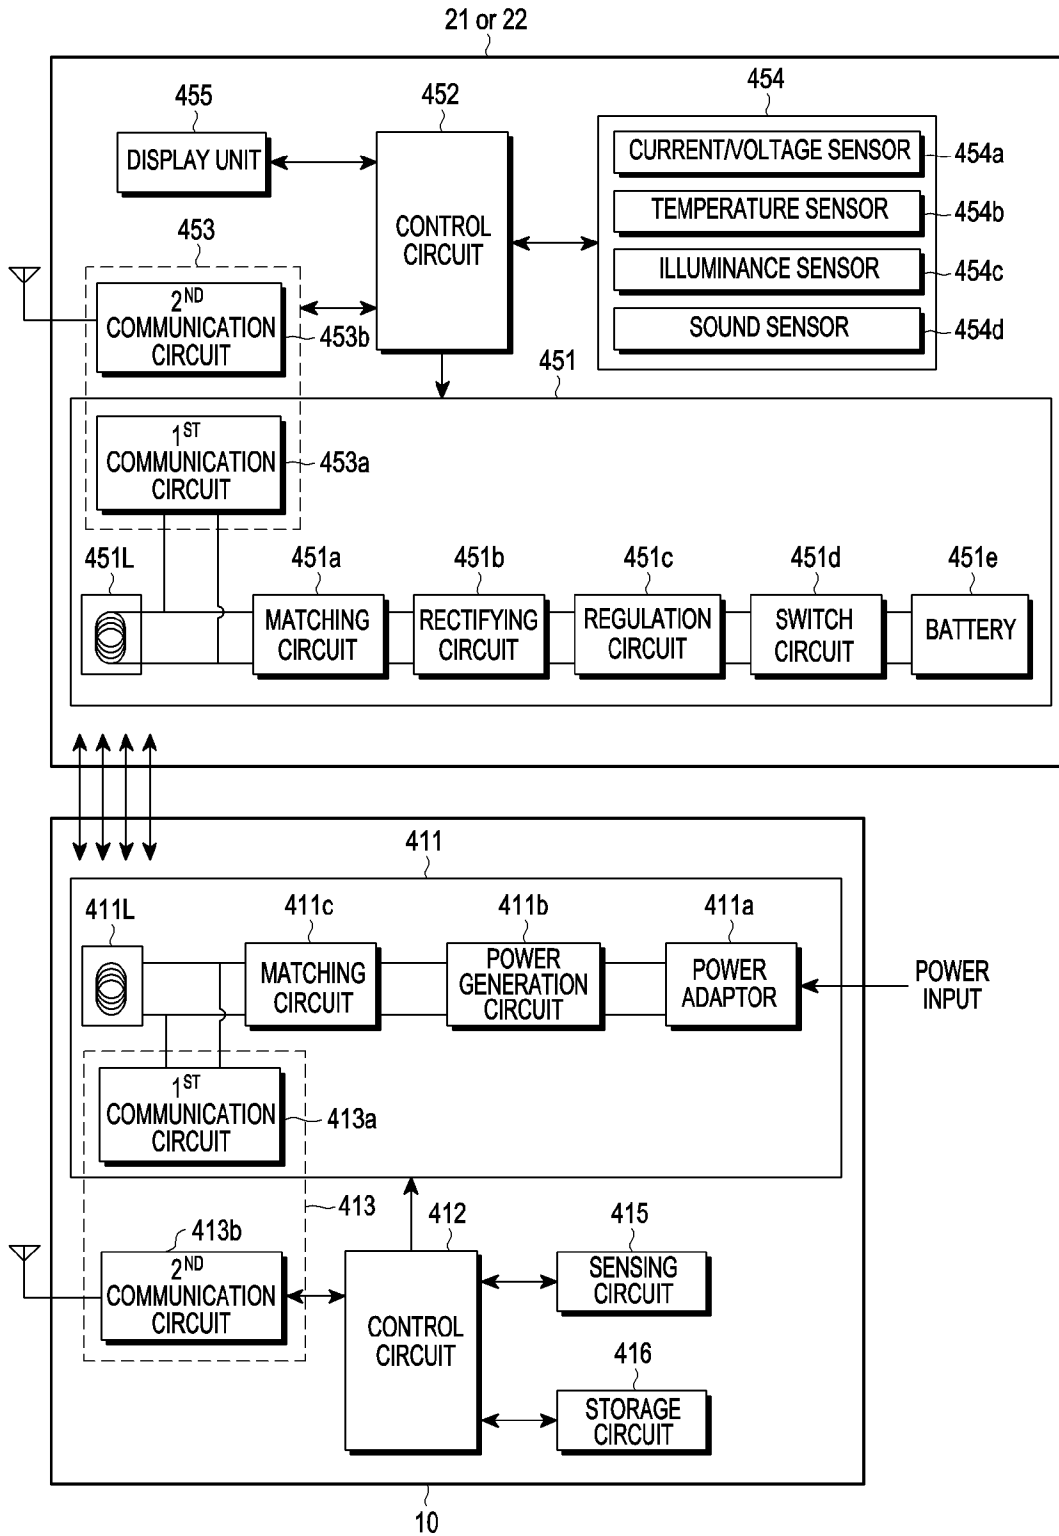 21 or 22
455
452
454
DISPLAY UNIT
CONTROL
CIRCUIT
CURRENT/VOLTAGE SENSOR
454a
TEMPERATURE SENSOR
454b
ILLUMINANCE SENSOR
454c
SOUND SENSOR
454d
453
2ND
COMMUNICATION
CIRCUIT
453b
451
1ST
COMMUNICATION
CIRCUIT
453a
451L
451a
451b
451c
451d
451e
MATCHING
CIRCUIT
RECTIFYING
CIRCUIT
REGULATION
CIRCUIT
SWITCH
CIRCUIT
BATTERY
411
411L
411c
411b
411a
MATCHING
CIRCUIT
POWER
GENERATION
CIRCUIT
POWER
ADAPTOR
POWER
INPUT
1ST
COMMUNICATION
CIRCUIT
413a
413
413b
412
415
2ND
COMMUNICATION
CIRCUIT
CONTROL
CIRCUIT
SENSING
CIRCUIT
416
STORAGE
CIRCUIT
10